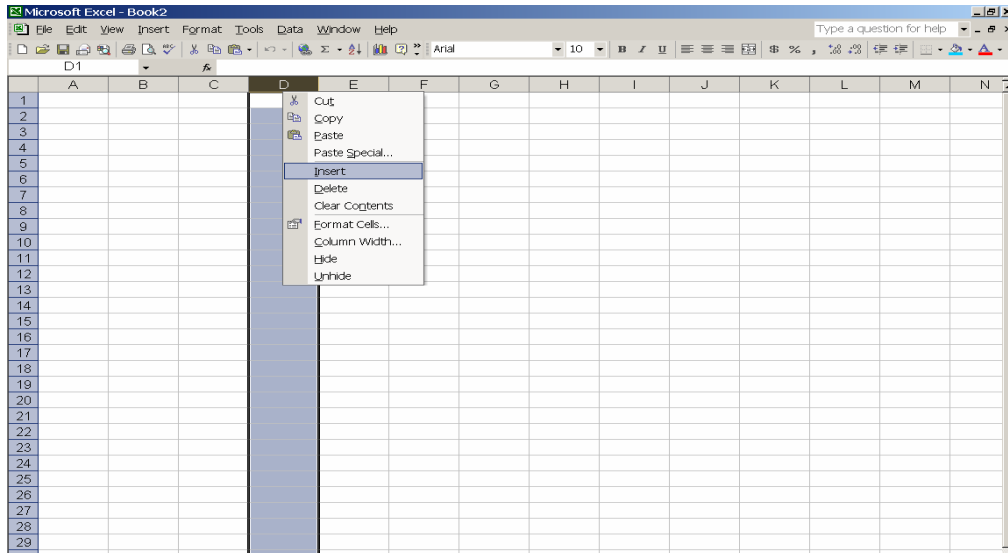 Microsoft Excel - Book2
File Edit View Insert Format Tools Data Window Help Type a question for help
Arial 10 B I U $ % ,
D1 fx
A B C D E F G H I J K L M N
1
2
3
4
5
6
7
8
9
10
11
12
13
14
15
16
17
18
19
20
21
22
23
24
25
26
27
28
29
Cut
Copy
Paste
Paste Special...
Insert
Delete
Clear Contents
Format Cells...
Column Width...
Hide
Unhide